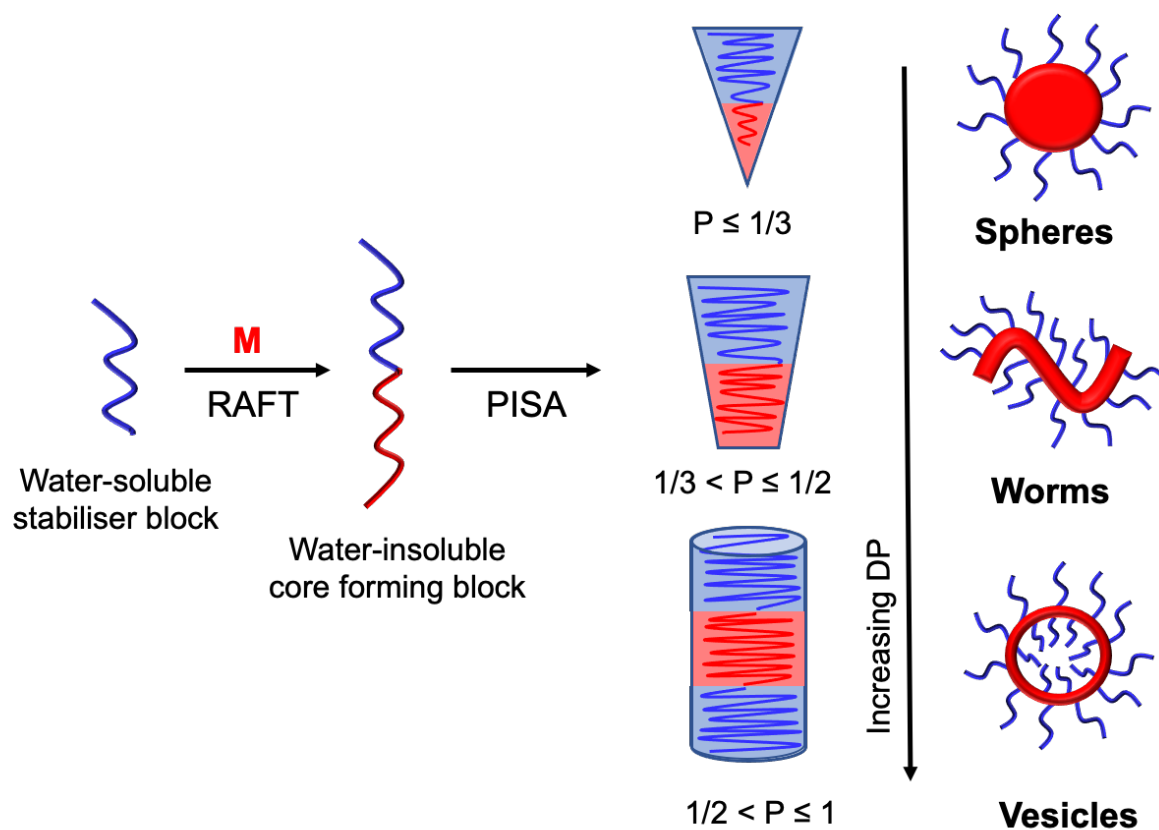 M
RAFT
PISA
Water-soluble
stabiliser block
Water-insoluble
core forming block
P ≤ 1/3
1/3 < P ≤ 1/2
1/2 < P ≤ 1
Increasing DP
Spheres
Worms
Vesicles